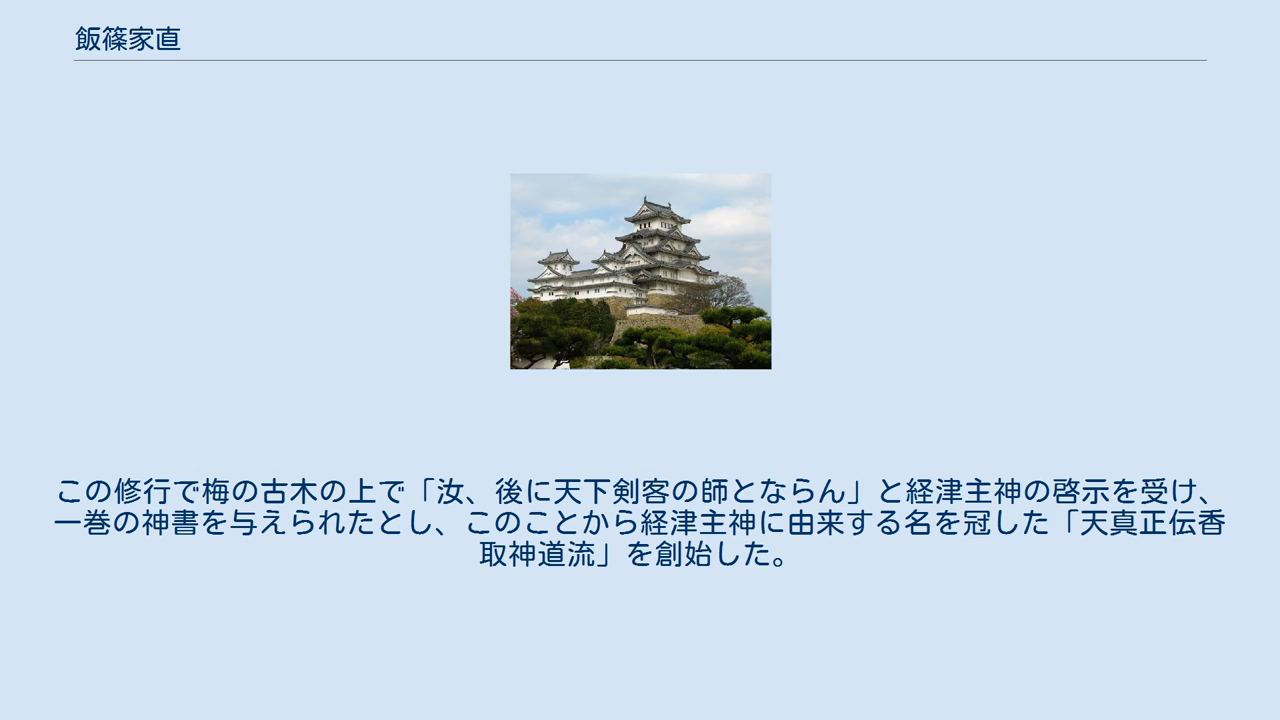 飯篠家直
この修行で梅の古木の上で「汝、後に天下剣客の師とならん」と経津主神の啓示を受け、
一巻の神書を与えられたとし、このことから経津主神に由来する名を冠した「天真正伝香
取神道流」を創始した。